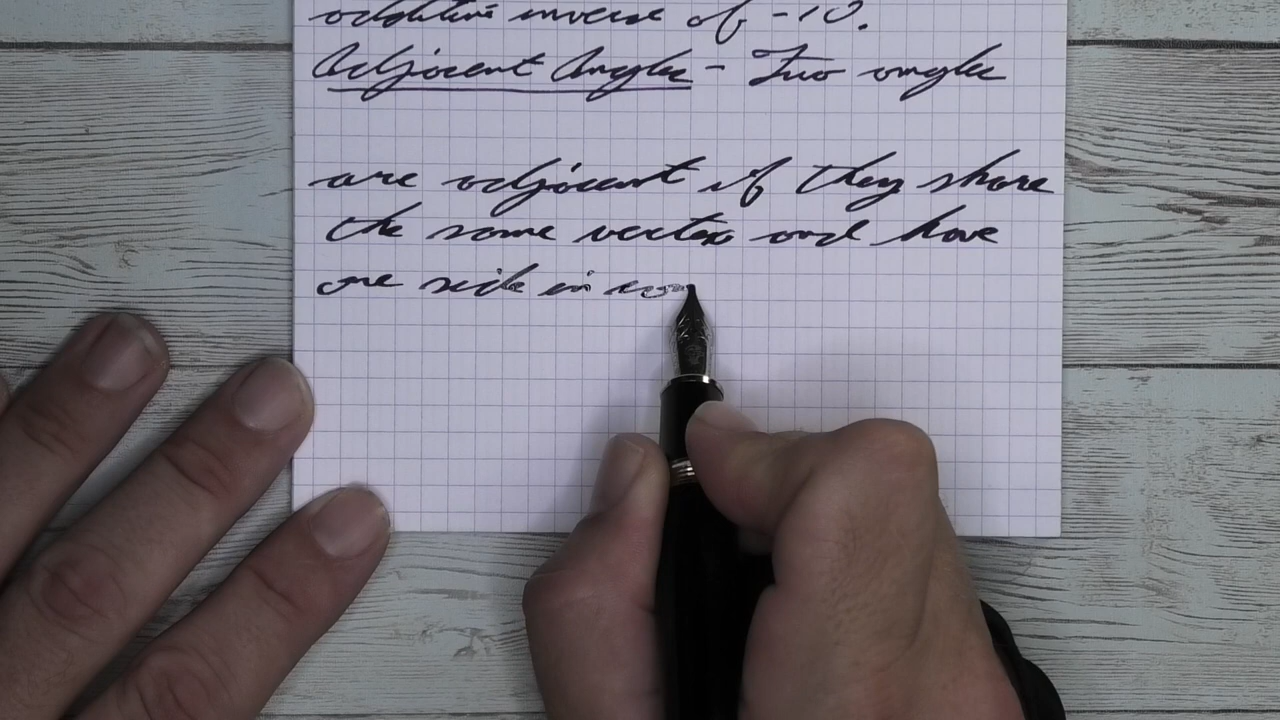 additive inverse of -10.
Adjacent Angles - Two angles
are adjacent if they share
the same vertex and have
one side in com